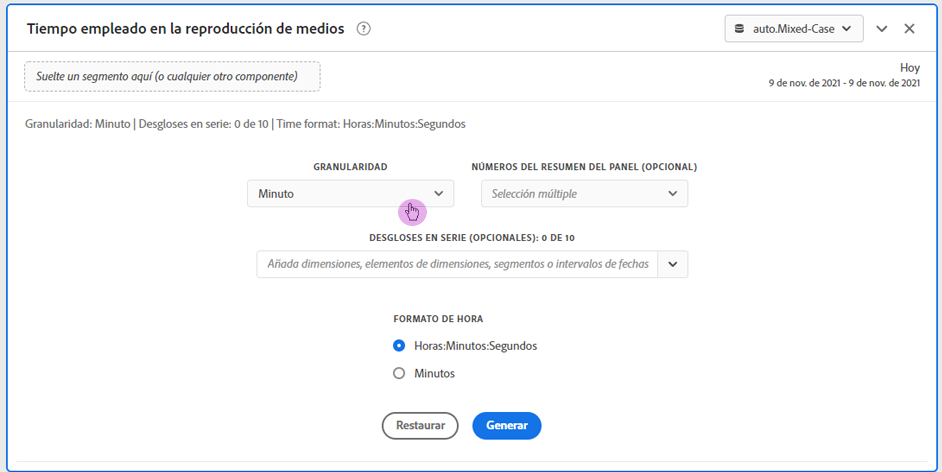 Tiempo empleado en la reproducción de medios ?
auto.Mixed-Case
Suelte un segmento aquí (o cualquier otro componente)
Hoy
9 de nov. de 2021 - 9 de nov. de 2021
Granularidad: Minuto | Desgloses en serie: 0 de 10 | Time format: Horas:Minutos:Segundos
GRANULARIDAD
NÚMEROS DEL RESUMEN DEL PANEL (OPCIONAL)
Minuto
Selección múltiple
DESGLOSES EN SERIE (OPCIONALES): 0 DE 10
Añada dimensiones, elementos de dimensiones, segmentos o intervalos de fechas
FORMATO DE HORA
Horas:Minutos:Segundos
Minutos
Restaurar
Generar